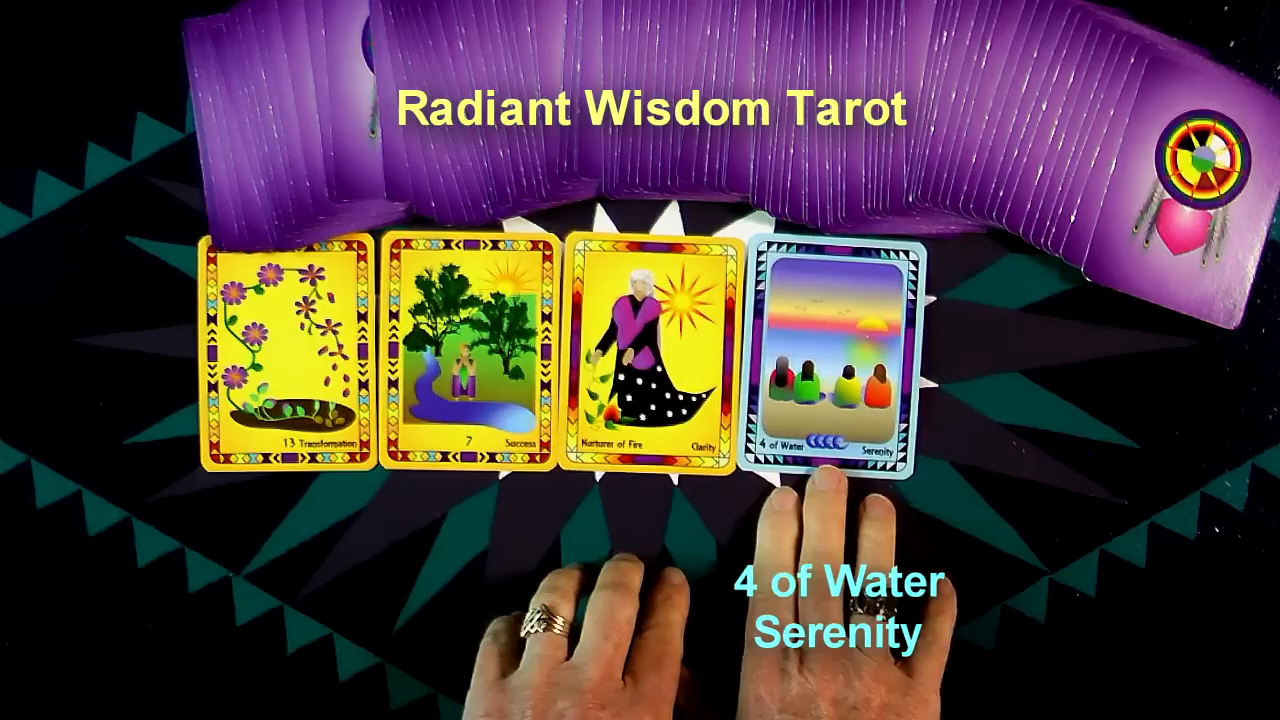 Radiant Wisdom Tarot
13 Transformation
7 Success
Nurturer of Fire Clarity
4 of Water Serenity
4 of Water
Serenity